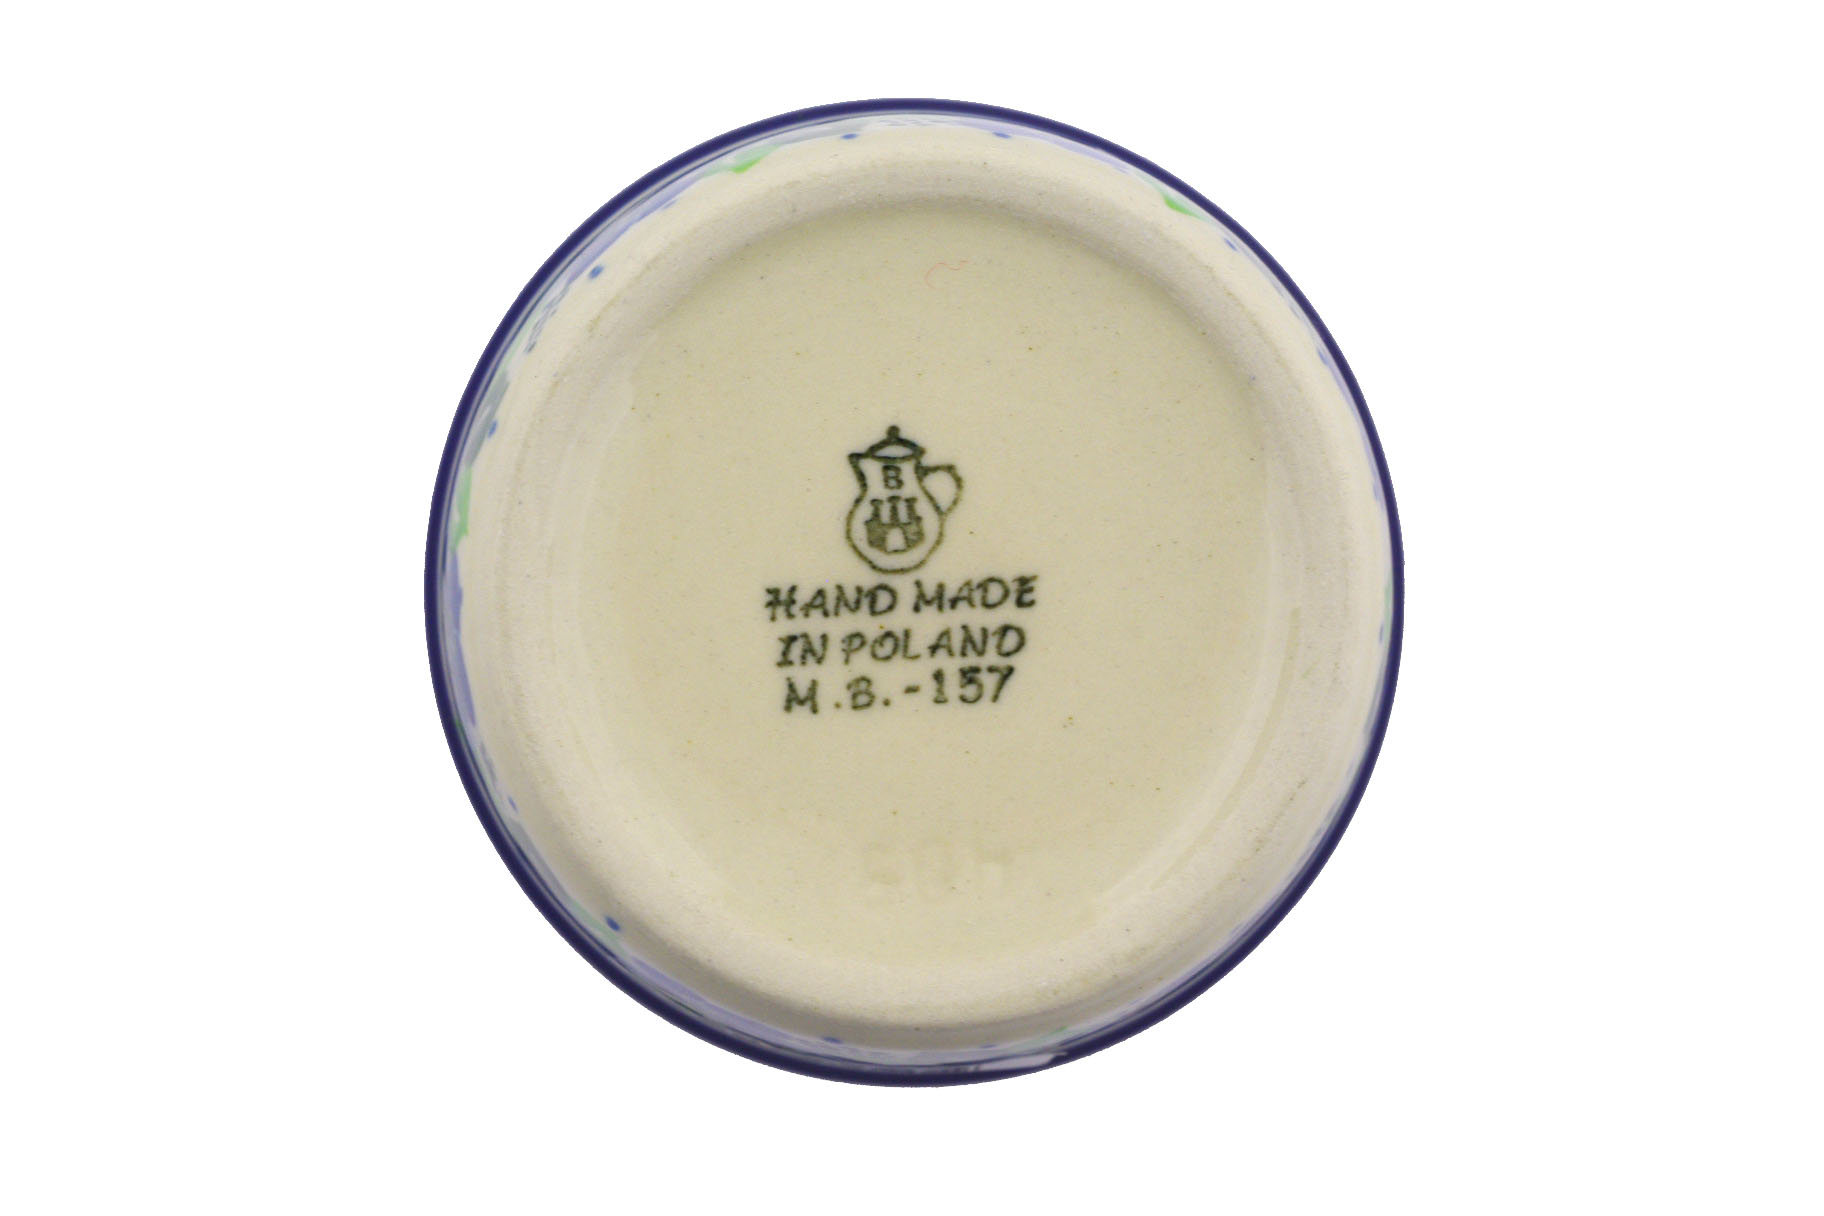 B
HAND MADE
IN POLAND
M.B.-157